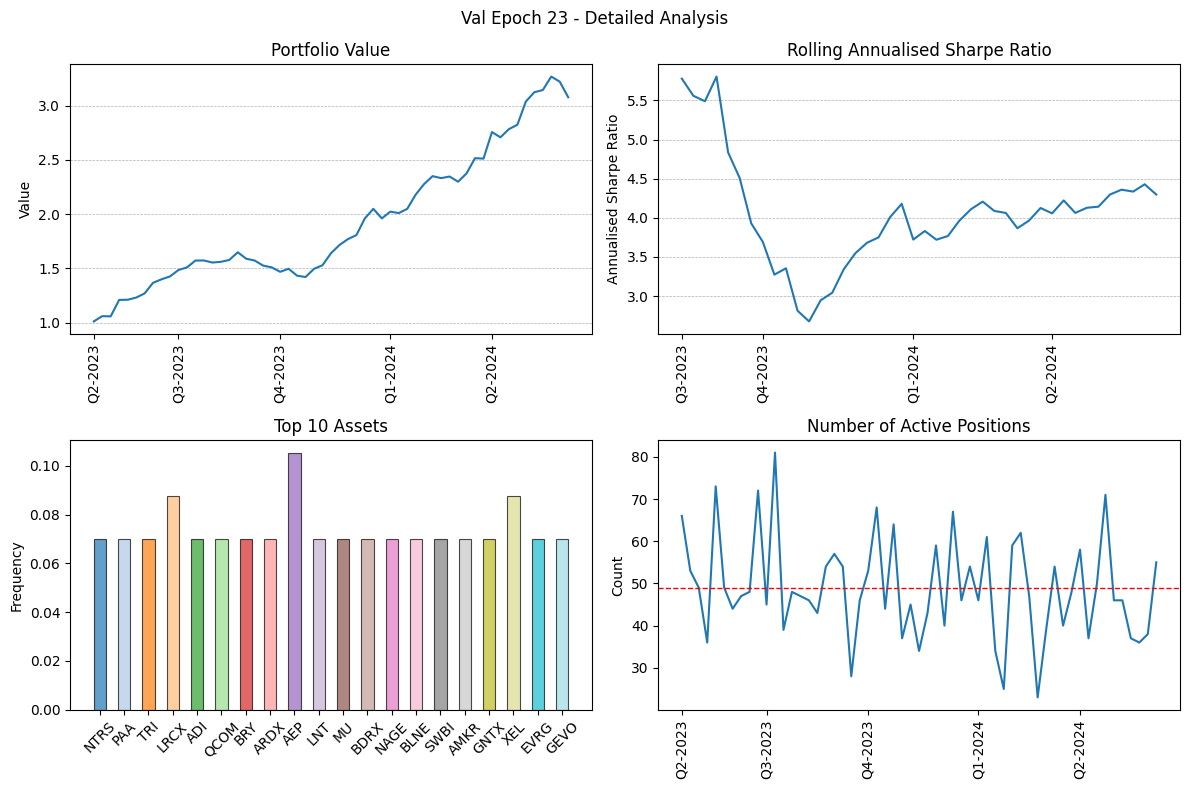 Val Epoch 23 - Detailed Analysis
Portfolio Value
Value
3.0
2.5
2.0
1.5
1.0
Q2-2023
Q3-2023
Q4-2023
Q1-2024
Q2-2024
Rolling Annualised Sharpe Ratio
Annualised Sharpe Ratio
5.5
5.0
4.5
4.0
3.5
3.0
Q3-2023
Q4-2023
Q1-2024
Q2-2024
Top 10 Assets
Frequency
0.10
0.08
0.06
0.04
0.02
0.00
NTRS
PAA
TRI
LRCX
ADI
QCOM
BRY
ARDX
AEP
LNT
MU
BDRX
NAGE
BLNE
SWBI
AMKR
GNTX
XEL
EVRG
GEVO
Number of Active Positions
Count
80
70
60
50
40
30
Q2-2023
Q3-2023
Q4-2023
Q1-2024
Q2-2024